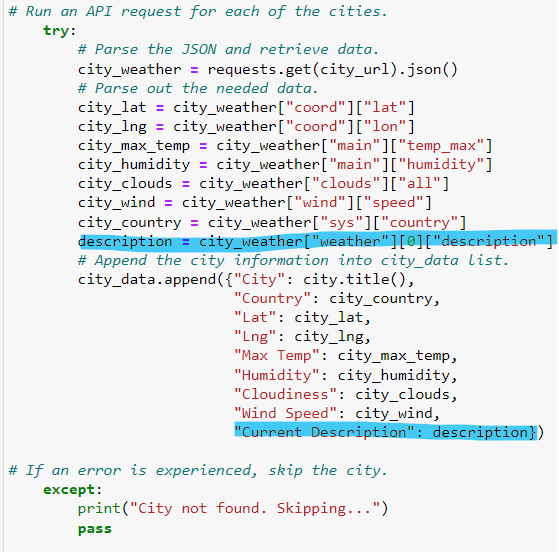 # Run an API request for each of the cities.
    try:
        # Parse the JSON and retrieve data.
        city_weather = requests.get(city_url).json()
        # Parse out the needed data.
        city_lat = city_weather["coord"]["lat"]
        city_lng = city_weather["coord"]["lon"]
        city_max_temp = city_weather["main"]["temp_max"]
        city_humidity = city_weather["main"]["humidity"]
        city_clouds = city_weather["clouds"]["all"]
        city_wind = city_weather["wind"]["speed"]
        city_country = city_weather["sys"]["country"]
        description = city_weather["weather"][0]["description"]
        # Append the city information into city_data list.
        city_data.append({"City": city.title(),
                          "Country": city_country,
                          "Lat": city_lat,
                          "Lng": city_lng,
                          "Max Temp": city_max_temp,
                          "Humidity": city_humidity,
                          "Cloudiness": city_clouds,
                          "Wind Speed": city_wind,
                          "Current Description": description})
# If an error is experienced, skip the city.
    except:
        print("City not found. Skipping...")
        pass